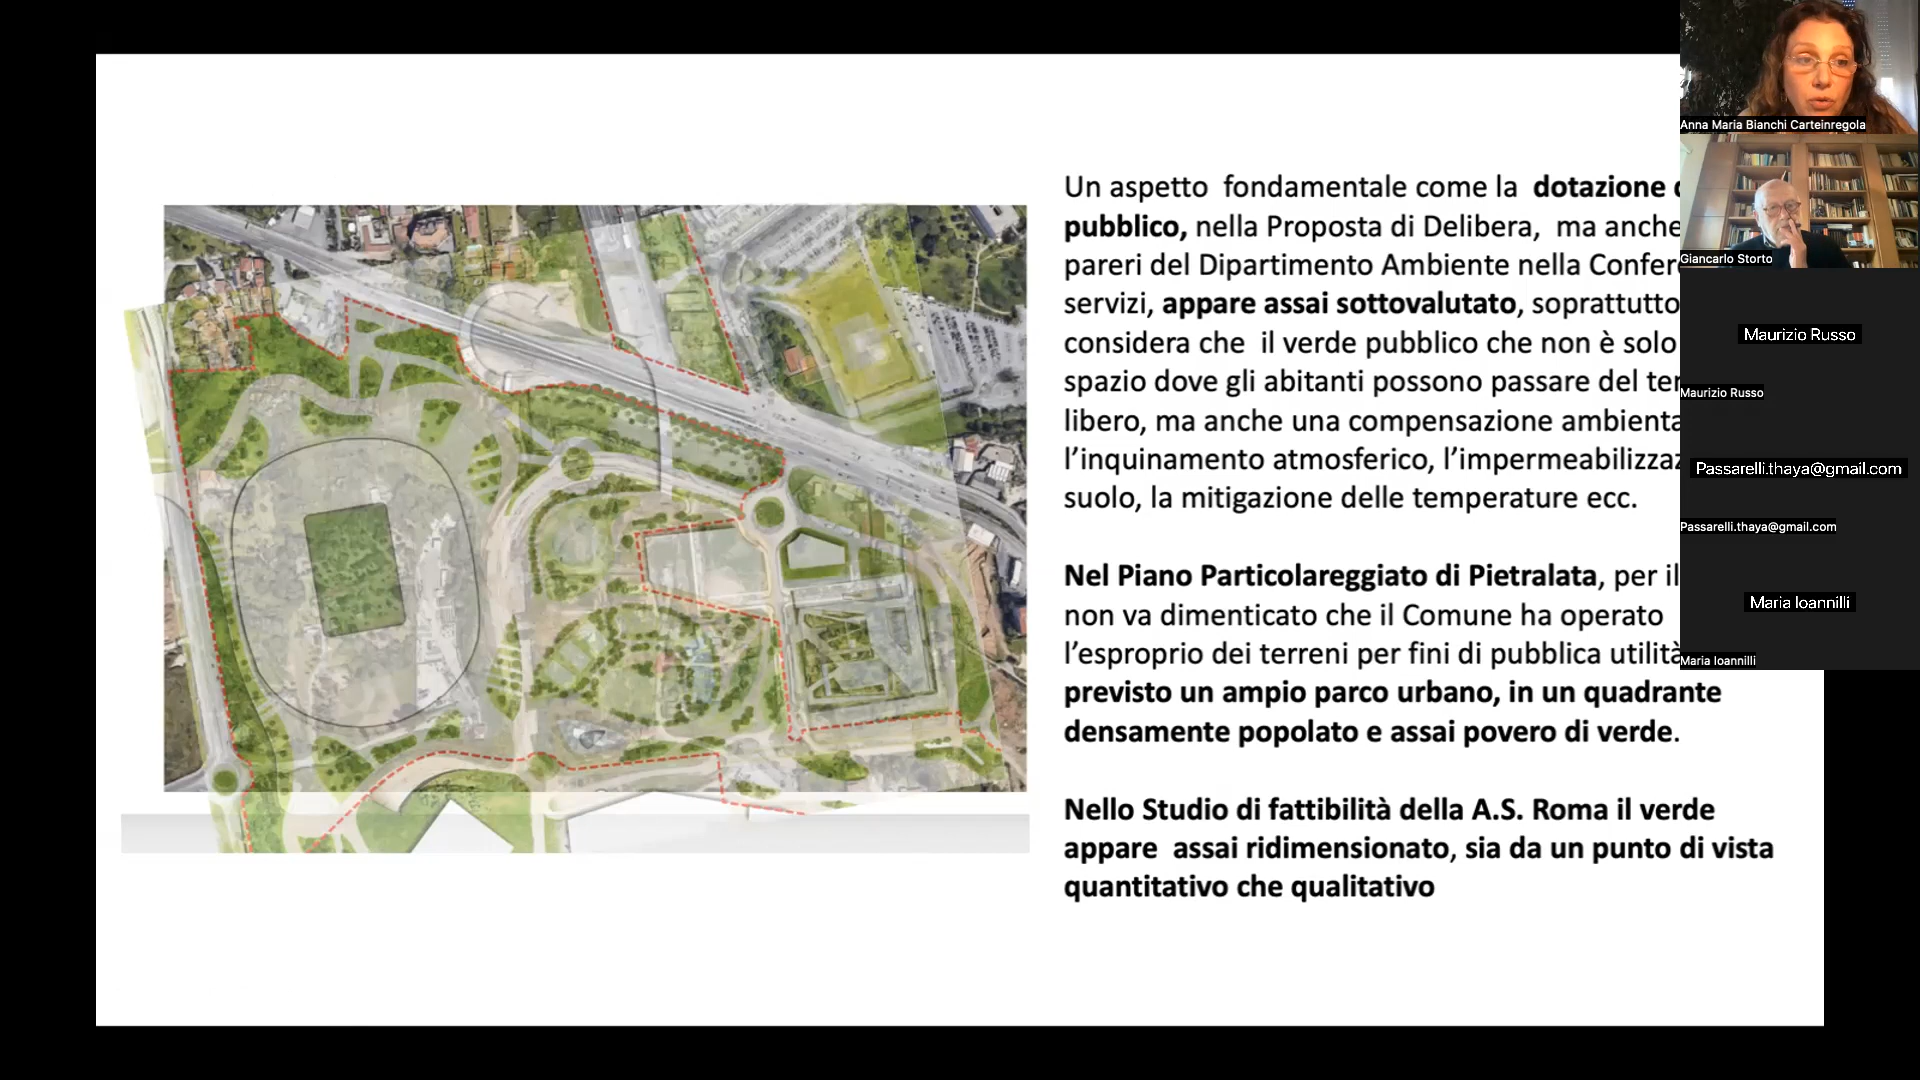 Un aspetto fondamentale come la dotazione
pubblico, nella Proposta di Delibera, ma anche
pareri del Dipartimento Ambiente nella
servizi, appare assai sottovalutato, soprattutto
considera che il verde pubblico che non è solo
spazio dove gli abitanti possono passare del
libero, ma anche una compensazione
l'inquinamento atmosferico,
suolo, la mitigazione delle temperature ecc.
Nel Piano Particolareggiato di Pietralata, per il
non va dimenticato che il Comune ha operato
l'esproprio dei terreni per fini di pubblica utilità
previsto un ampio parco urbano, in un quadrante
densamente popolato e assai povero di verde.
Nello Studio di fattibilità della A.S. Roma il verde
appare assai ridimensionato, sia da un punto di vista
quantitativo che qualitativo
Anna Maria Bianchi Carteinregola
Giancarlo Storto
Maurizio Russo
Maurizio Russo
Passarelli.thaya@gmail.com
Passarelli.thaya@gmail.com
Maria Ioannilli
Maria Ioannilli